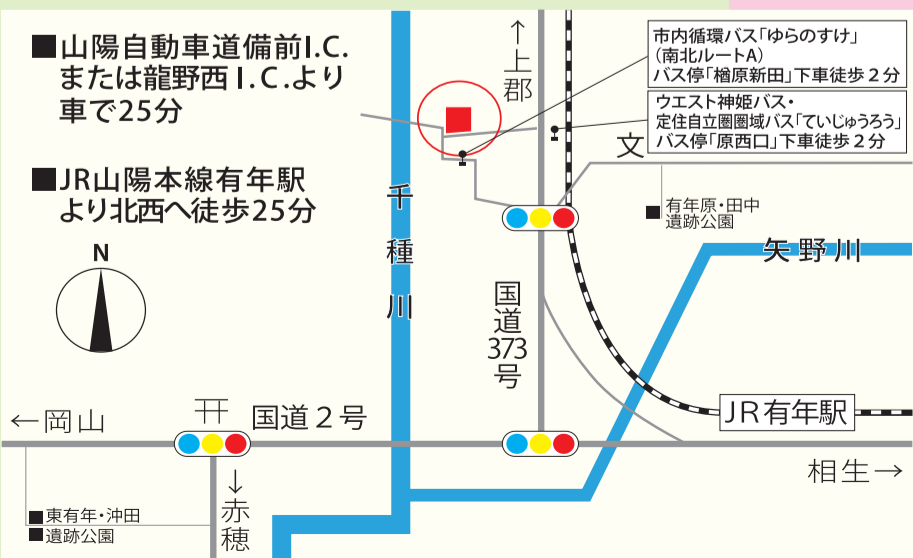 ■山陽自動車道備前I.C.
または龍野西I.C.より
車で25分
■JR山陽本線有年駅
より北西へ徒歩25分
N
↑上郡
市内循環バス「ゆらのすけ」
(南北ルートA)
バス停「楢原新田」下車徒歩2分
ウエスト神姫バス・
定住自立圏圏域バス「ていじゅうろう」
バス停「原西口」下車徒歩2分
文
■有年原・田中
遺跡公園
千種川
矢野川
国道373号
JR有年駅
←岡山
国道2号
相生→
↓赤穂
■東有年・沖田
■遺跡公園